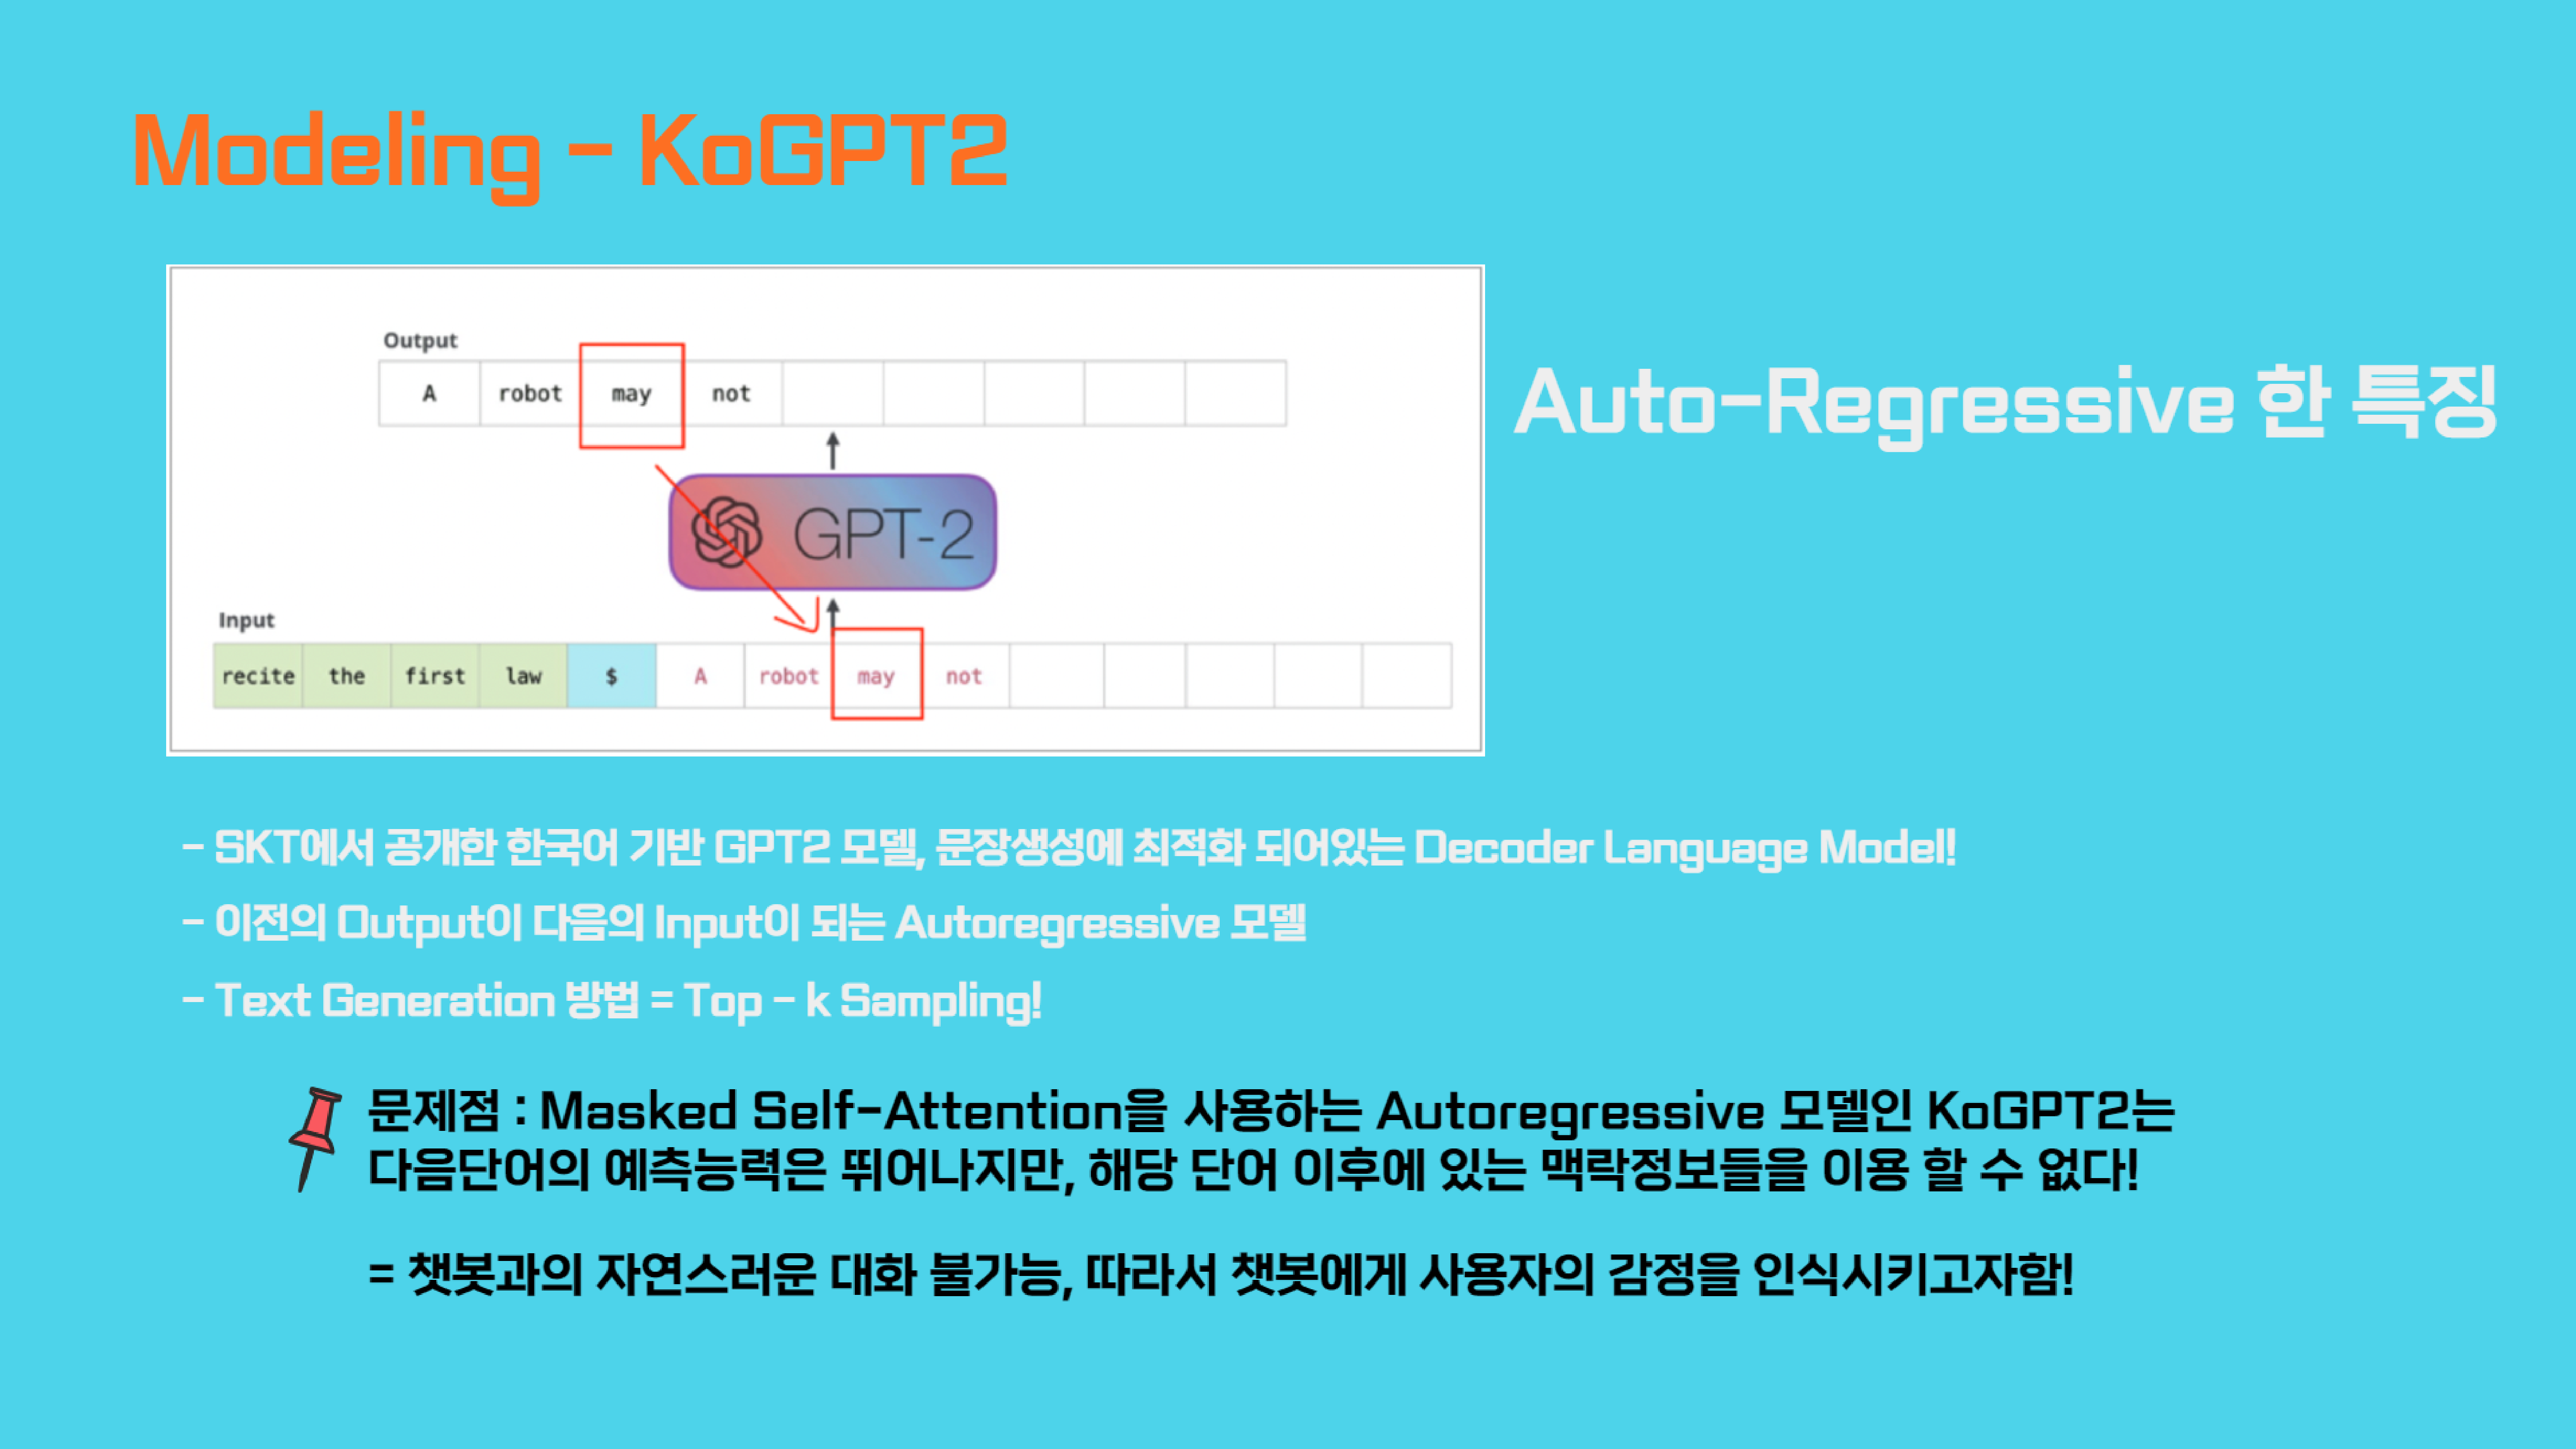 Modeling - KoGPT2
Output
A robot may not
GPT-2
Input
recite the first law $ A robot may not
Auto-Regressive 한 특징
- SKT에서 공개한 한국어 기반 GPT2 모델, 문장생성에 최적화 되어있는 Decoder Language Model!
- 이전의 Output이 다음의 Input이 되는 Autoregressive 모델
- Text Generation 방법 = Top - k Sampling!
문제점 : Masked Self-Attention을 사용하는 Autoregressive 모델인 KoGPT2는
다음단어의 예측능력은 뛰어나지만, 해당 단어 이후에 있는 맥락정보들을 이용 할 수 없다!
= 챗봇과의 자연스러운 대화 불가능, 따라서 챗봇에게 사용자의 감정을 인식시키고자함!